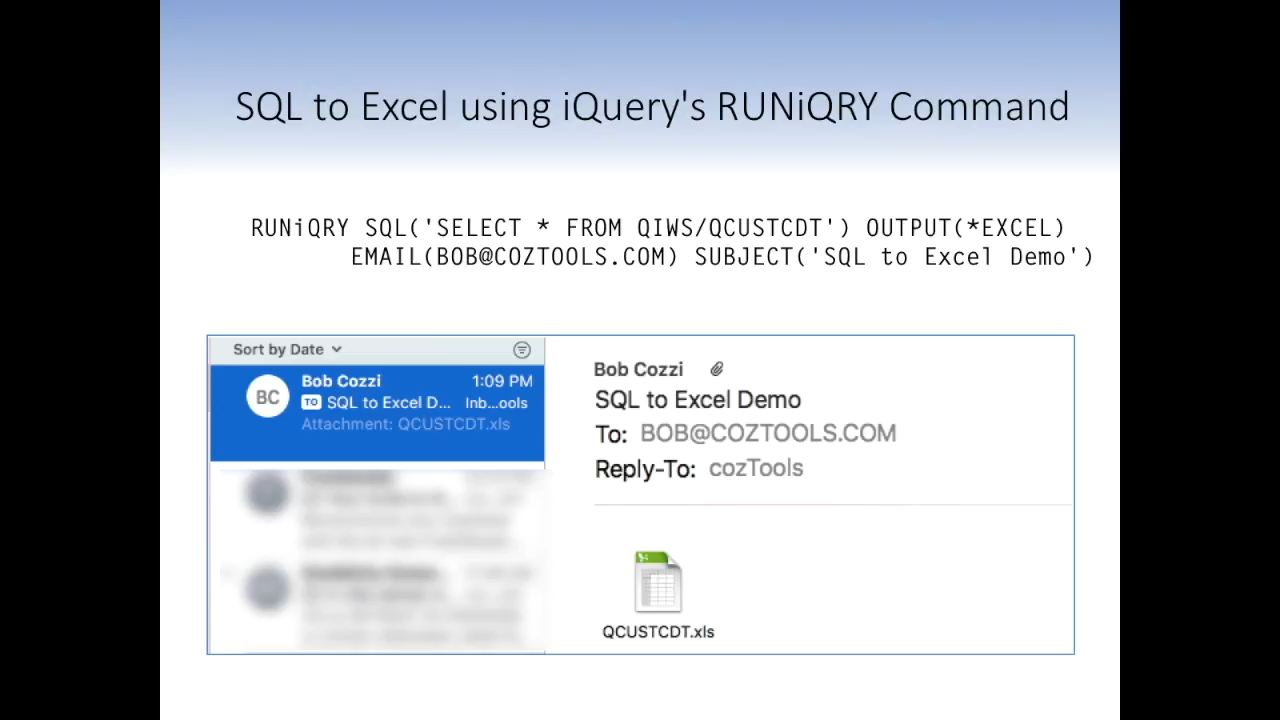 SQL to Excel using iQuery's RUNiQRY Command
RUNiQRY SQL('SELECT * FROM QIWS/QCUSTCDT') OUTPUT(*EXCEL)
EMAIL(BOB@COZTOOLS.COM) SUBJECT('SQL to Excel Demo')
Sort by Date
BC
Bob Cozzi 1:09 PM
TO SQL to Excel D... Inb...ools
Attachment: QCUSTCDT.xls
Bob Cozzi
SQL to Excel Demo
To: BOB@COZTOOLS.COM
Reply-To: cozTools
QCUSTCDT.xls